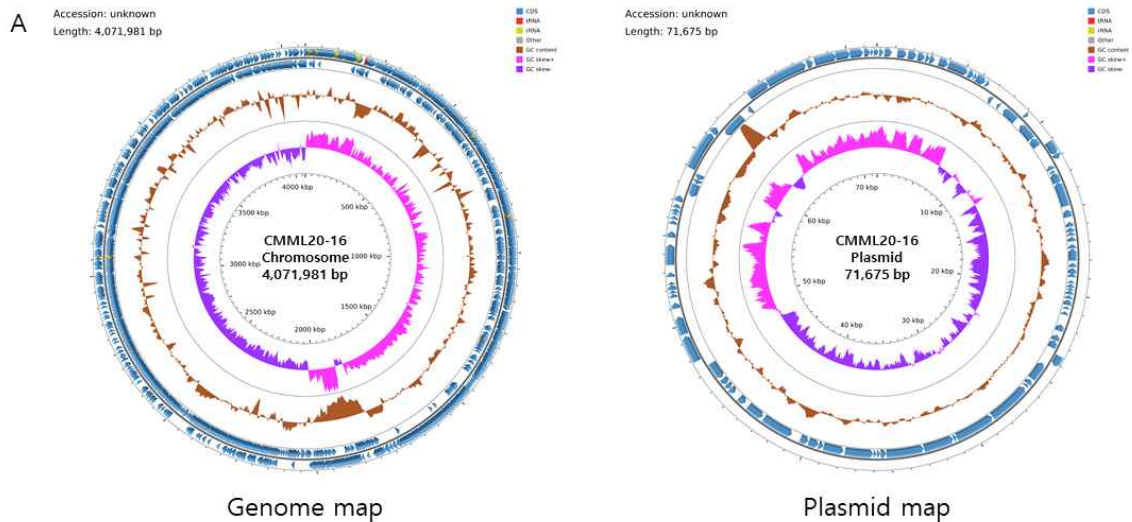 A
Accession: unknown
Length: 4,071,981 bp
CDS
tRNA
rRNA
Other
GC content
GC skew+
GC skew-
4000 kbp
500 kbp
1000 kbp
1500 kbp
2000 kbp
2500 kbp
3000 kbp
3500 kbp
CMML20-16
Chromosome
4,071,981 bp
Genome map
Accession: unknown
Length: 71,675 bp
CDS
tRNA
rRNA
Other
GC content
GC skew+
GC skew-
70 kbp
10 kbp
20 kbp
30 kbp
40 kbp
50 kbp
60 kbp
CMML20-16
Plasmid
71,675 bp
Plasmid map